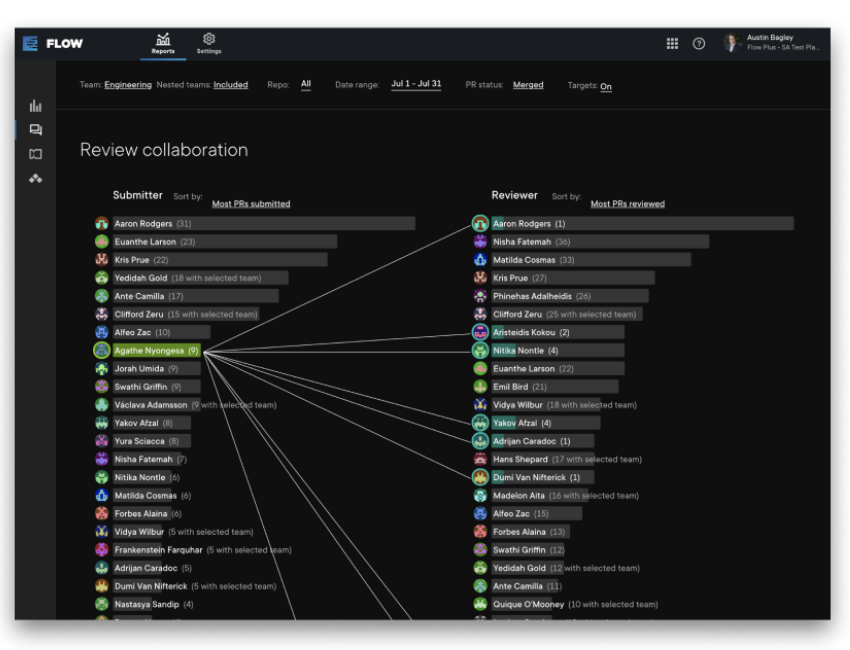 FLOW
Reports
Settings
Austin Bagley
Flow Plus - SA Test Pla...
Team: Engineering Nested teams: Included Repo: All Date range: Jul 1 - Jul 31 PR status: Merged Targets: On
Review collaboration
Submitter Sort by: Most PRs submitted
Aaron Rodgers (31)
Euanthe Larson (23)
Kris Prue (22)
Yedidah Gold (18 with selected team)
Ante Camilla (17)
Clifford Zeru (15 with selected team)
Alfeo Zac (10)
Agathe Nyongesa (9)
Jorah Umida (9)
Swathi Griffin (9)
Václava Adamsson (9 with selected team)
Yakov Afzal (8)
Yura Sciacca (8)
Nisha Fatemah (7)
Nitika Nontle (6)
Matilda Cosmas (6)
Forbes Alaina (6)
Vidya Wilbur (5 with selected team)
Frankenstein Farquhar (5 with selected team)
Adrijan Caradoc (5)
Dumi Van Nifterick (5 with selected team)
Nastasya Sandip (4)
Reviewer Sort by: Most PRs reviewed
Aaron Rodgers (1)
Nisha Fatemah (36)
Matilda Cosmas (33)
Kris Prue (27)
Phinehas Adalheidis (26)
Clifford Zeru (25 with selected team)
Aristeidis Kokou (2)
Nitika Nontle (4)
Euanthe Larson (22)
Emil Bird (21)
Vidya Wilbur (18 with selected team)
Yakov Afzal (4)
Adrijan Caradoc (1)
Hans Shepard (17 with selected team)
Dumi Van Nifterick (1)
Madelon Aita (16 with selected team)
Alfeo Zac (15)
Forbes Alaina (13)
Swathi Griffin (12)
Yedidah Gold (12 with selected team)
Ante Camilla (11)
Quique O'Mooney (10 with selected team)